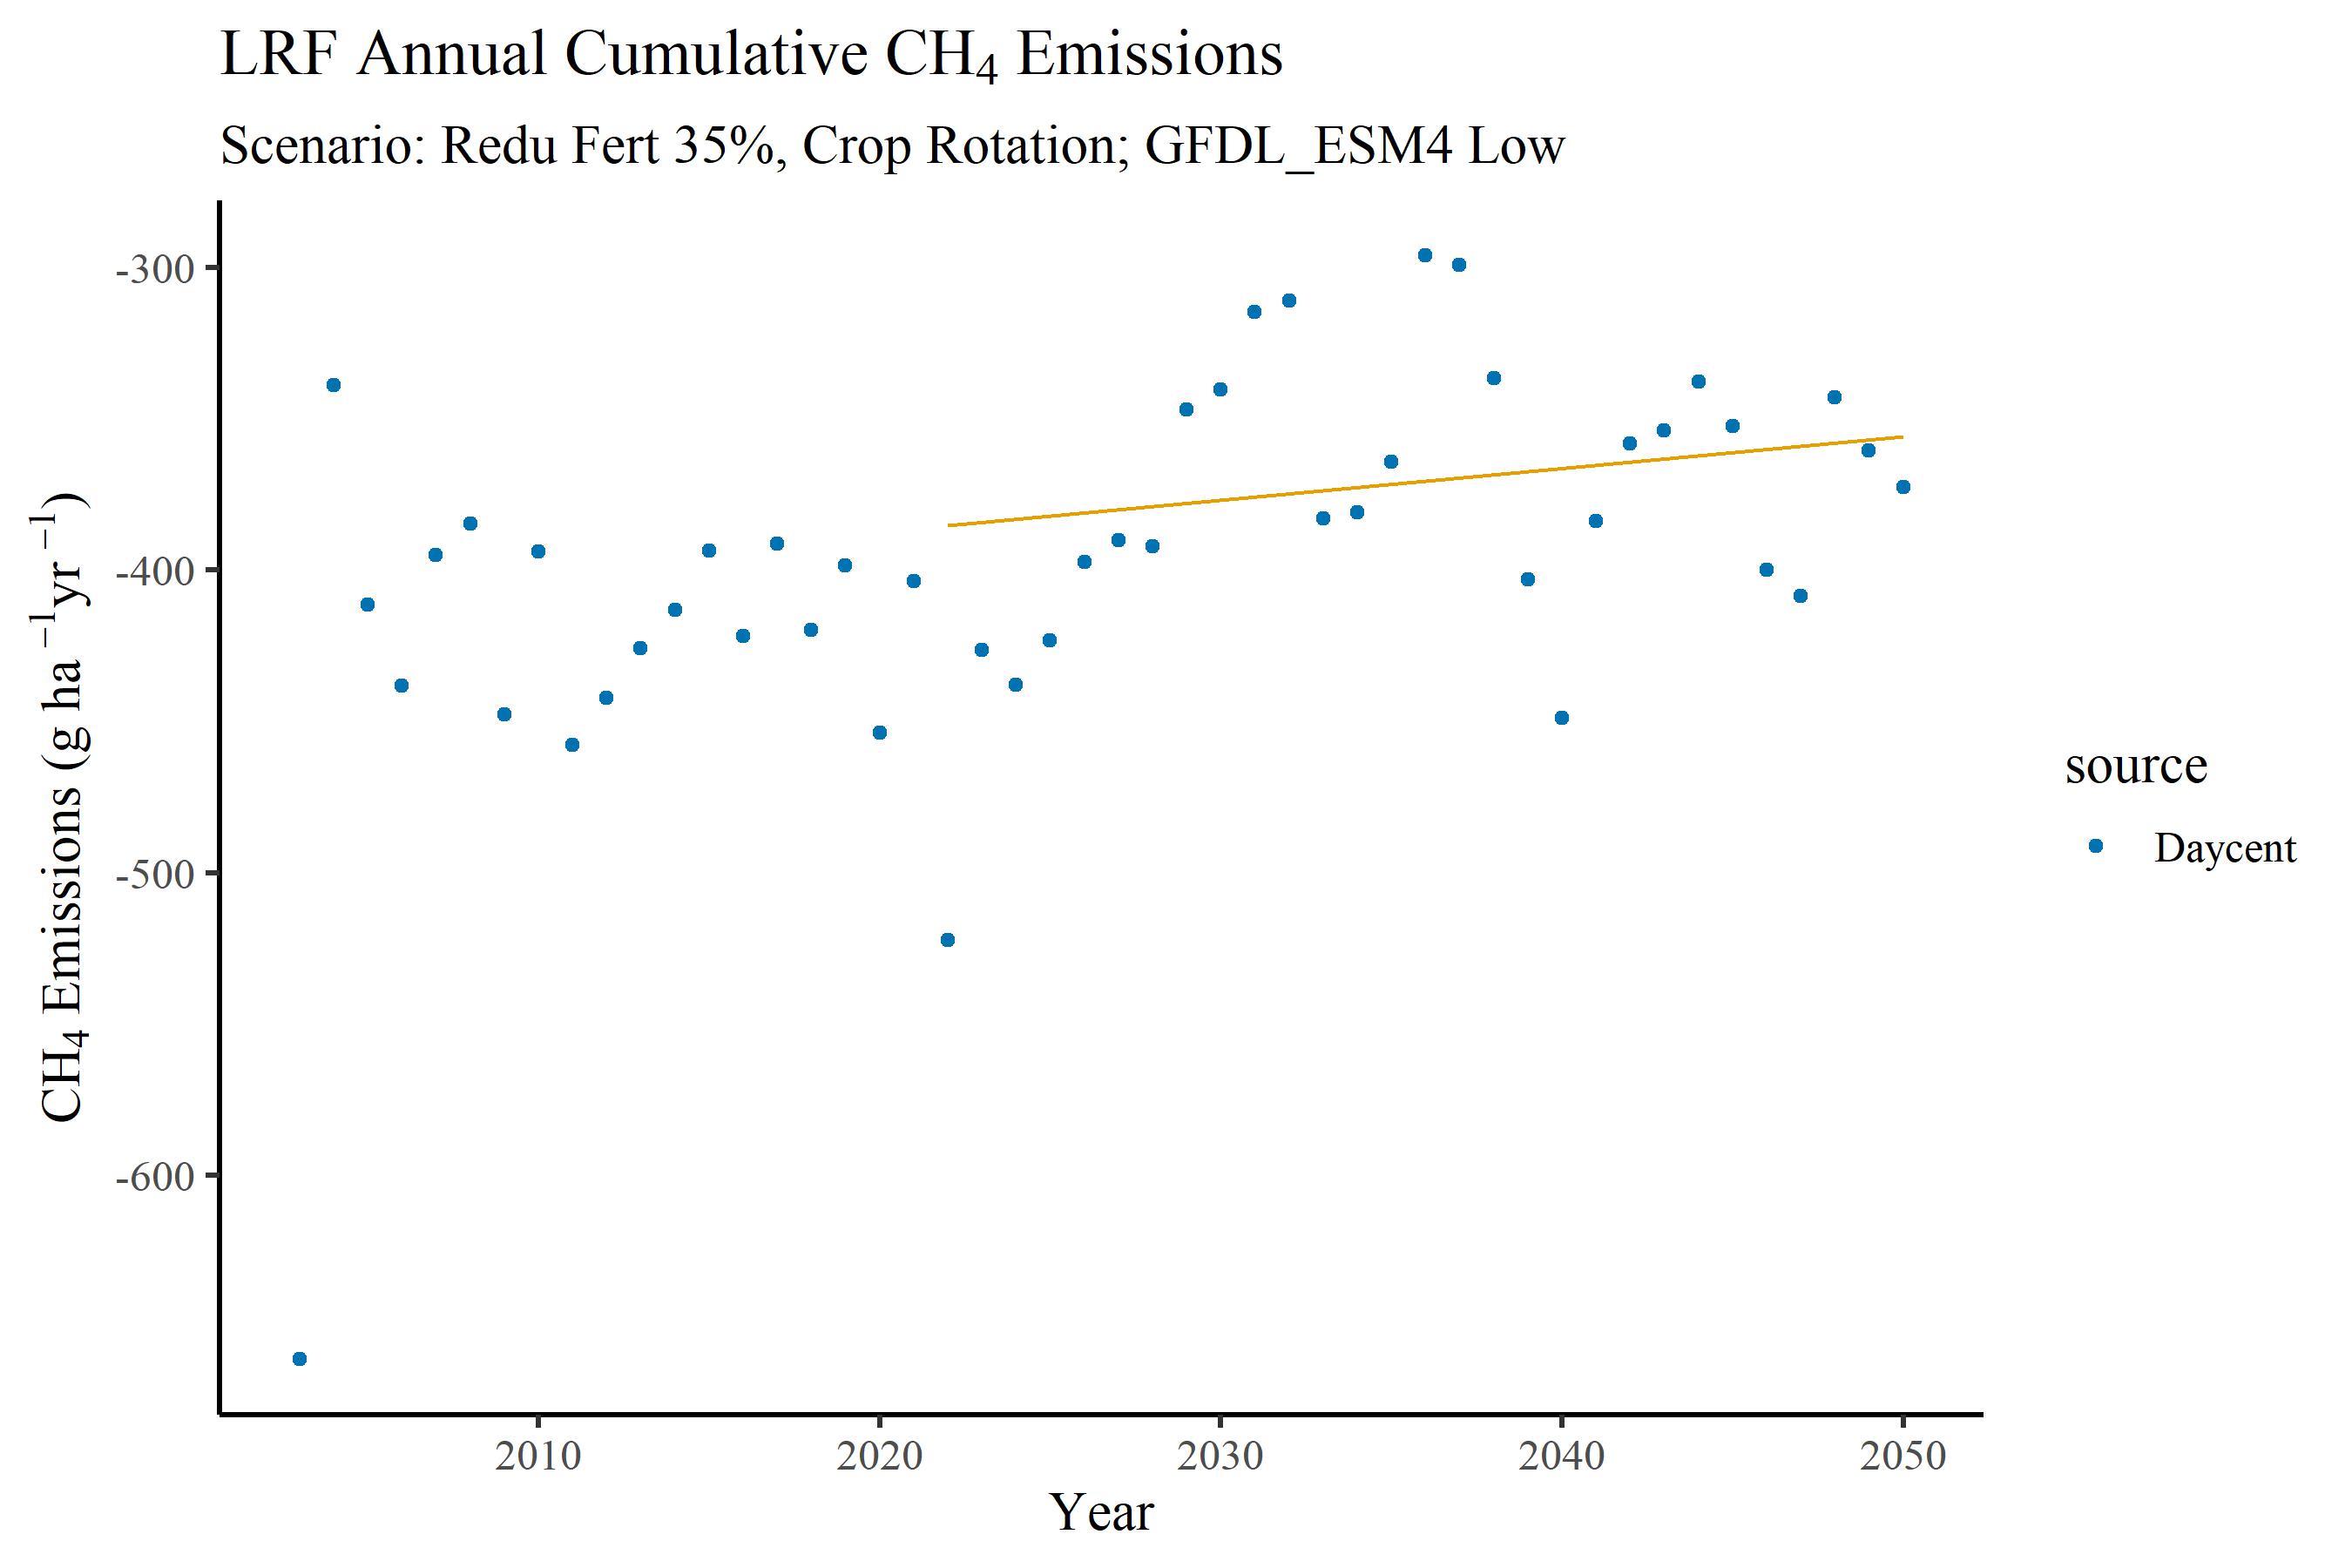 LRF Annual Cumulative CH₄ Emissions
Scenario: Redu Fert 35%, Crop Rotation; GFDL_ESM4 Low
CH₄ Emissions (g ha⁻¹yr⁻¹)
-300
-400
-500
-600
source
Daycent
2010 2020 2030 2040 2050
Year